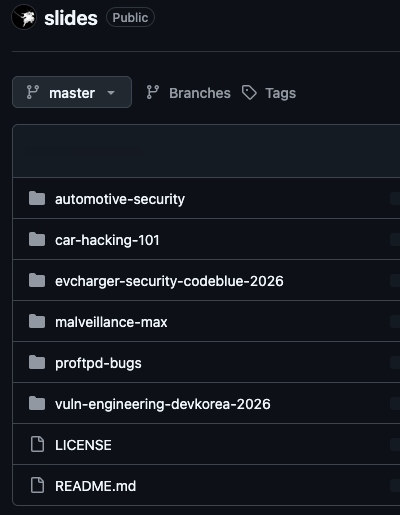 slides Public
master Branches Tags
automotive-security
car-hacking-101
evcharger-security-codeblue-2026
malveillance-max
proftpd-bugs
vuln-engineering-devkorea-2026
LICENSE
README.md